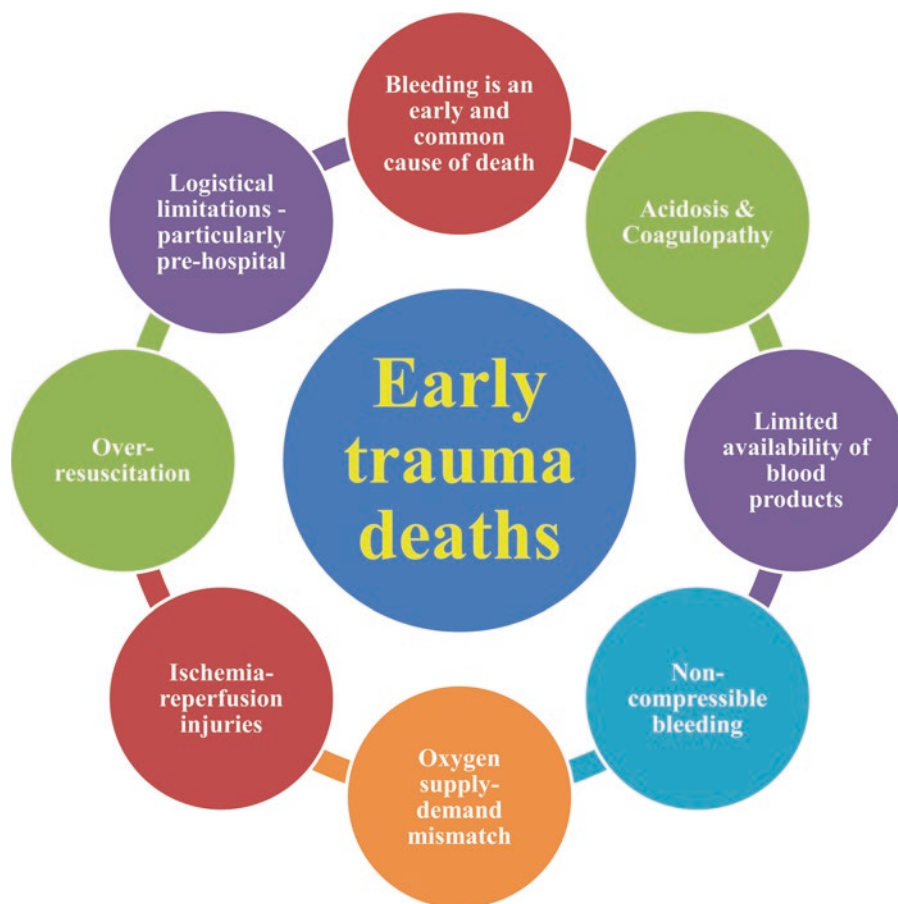 Bleeding is an
early and
common
cause of death
Acidosis &
Coagulopathy
Limited
availability of
blood
products
Non-
compressible
bleeding
Oxygen
supply-
demand
mismatch
Ischemia-
reperfusion
injuries
Over-
resuscitation
Logistical
limitations -
particularly
pre-hospital
Early
trauma
deaths